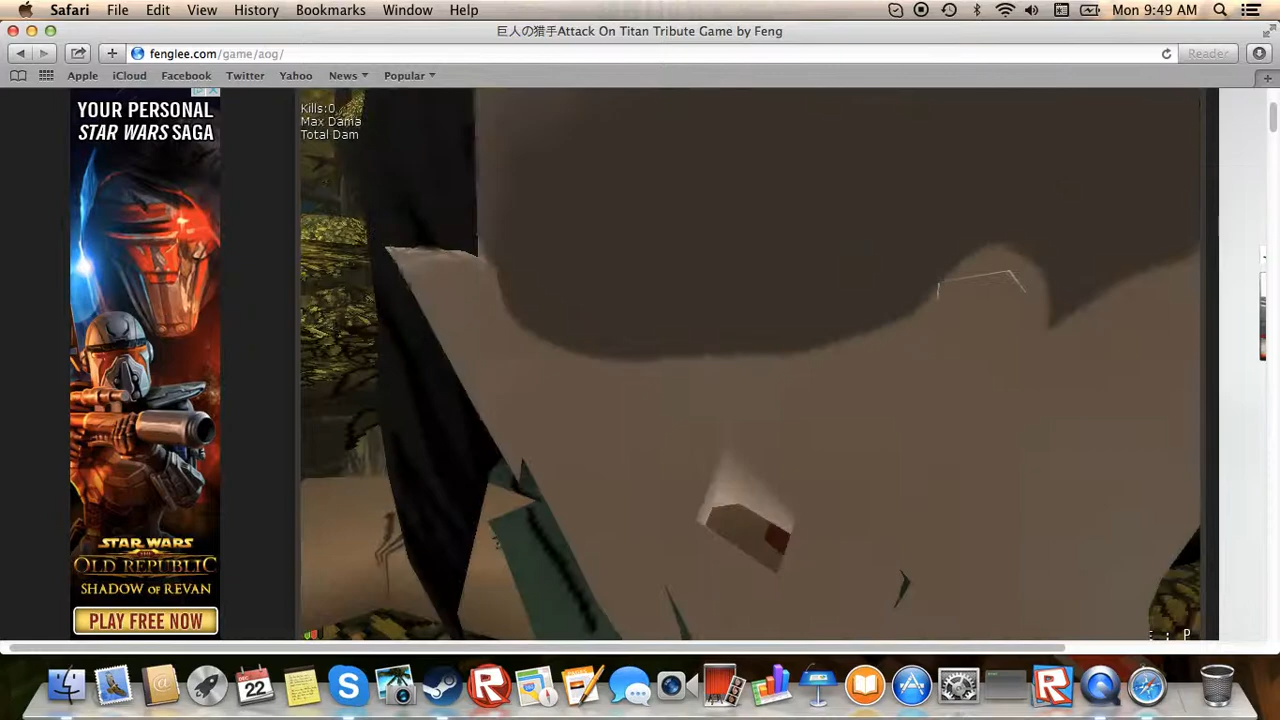 Safari File Edit View History Bookmarks Window Help Mon 9:49 AM
巨人の猎手Attack On Titan Tribute Game by Feng
fenglee.com/game/aog/ Reader
Apple iCloud Facebook Twitter Yahoo News Popular
YOUR PERSONAL
STAR WARS SAGA
Kills:0
Max Dama
Total Dam
STAR WARS
THE
OLD REPUBLIC
SHADOW OF REVAN
PLAY FREE NOW
DEC
22